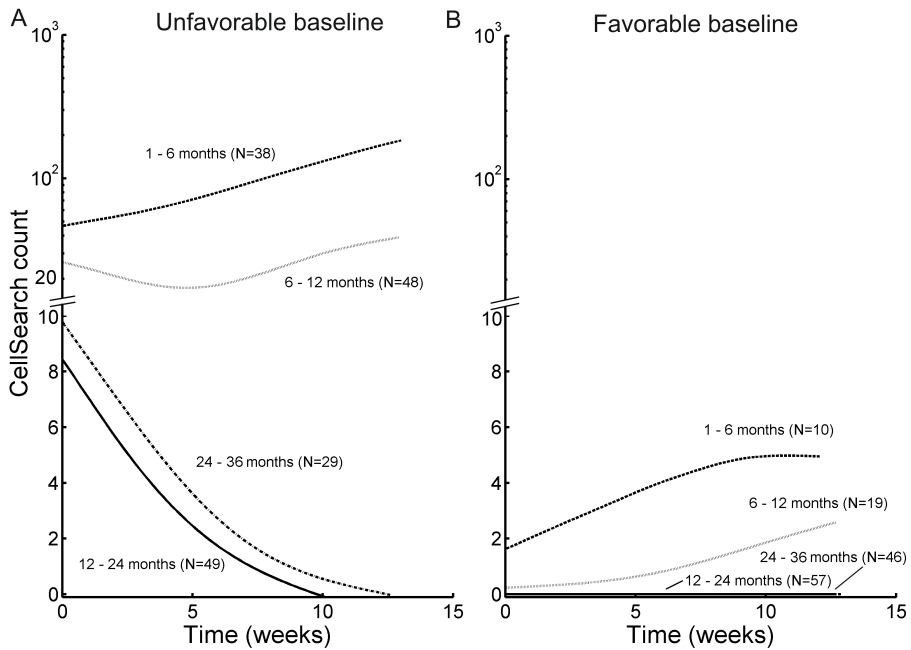 A
Unfavorable baseline
10³
1 - 6 months (N=38)
10²
20
6 - 12 months (N=48)
10
8
6
4
2
0
24 - 36 months (N=29)
12 - 24 months (N=49)
0 5 10 15
Time (weeks)
CellSearch count
B
Favorable baseline
10³
10²
10
8
6
4
2
0
1 - 6 months (N=10)
6 - 12 months (N=19)
24 - 36 months (N=46)
12 - 24 months (N=57)
0 5 10 15
Time (weeks)